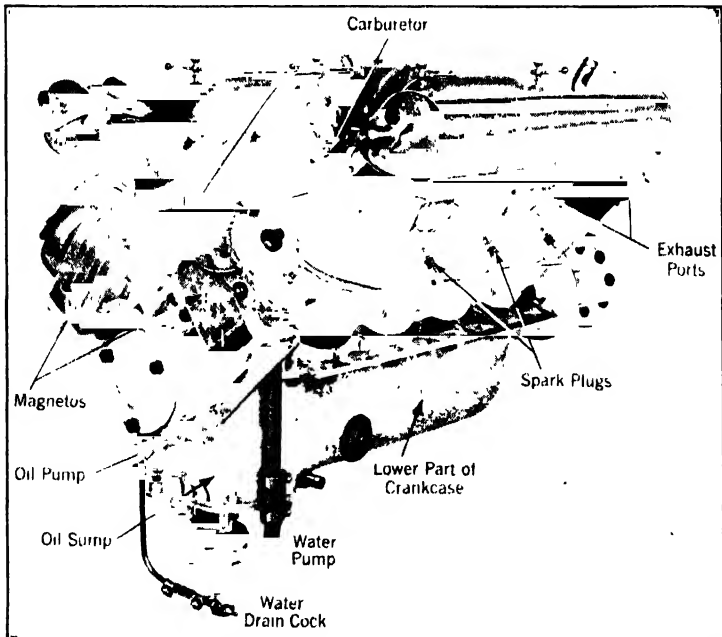 Carburetor
Exhaust
Ports
Magnetos
Spark Plugs
Oil Pump
Lower Part of
Crankcase
Oil Sump
Water
Pump
Water
Drain Cock